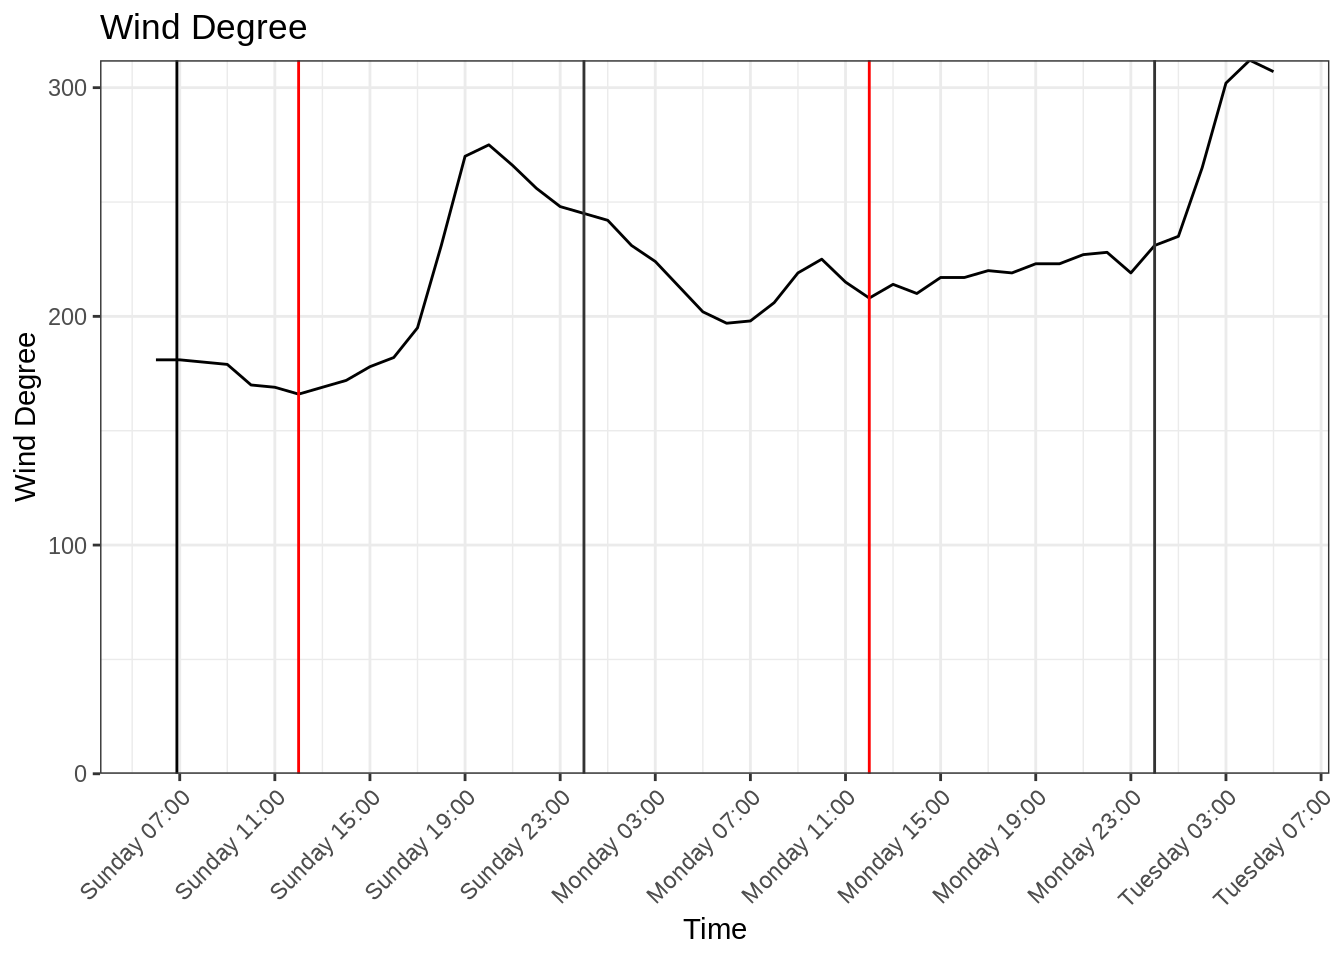 Wind Degree
Wind Degree
300
200
100
0
Sunday 07:00
Sunday 11:00
Sunday 15:00
Sunday 19:00
Sunday 23:00
Monday 03:00
Monday 07:00
Monday 11:00
Monday 15:00
Monday 19:00
Monday 23:00
Tuesday 03:00
Tuesday 07:00
Time